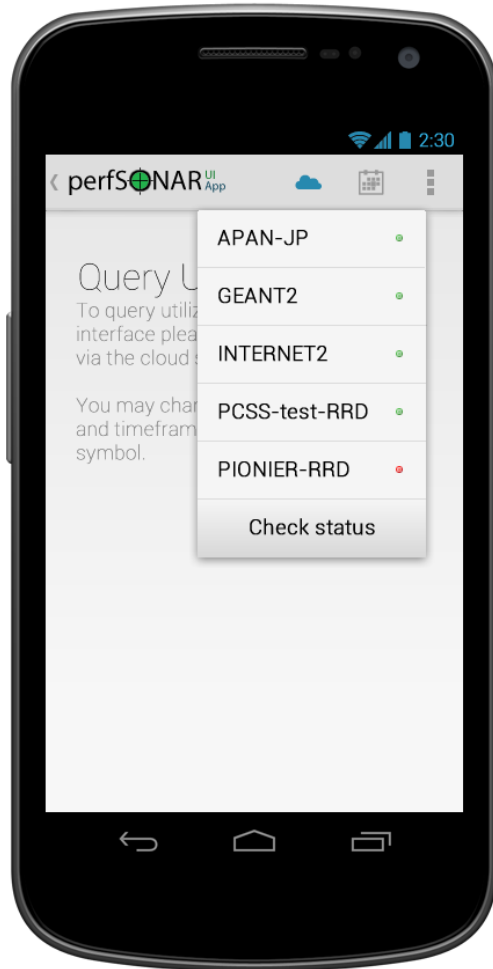 2:30
perfSONAR UI App
APAN-JP
GEANT2
INTERNET2
PCSS-test-RRD
PIONIER-RRD
Check status
Query U
To query utiliz
interface plea
via the cloud
You may char
and timefram
symbol.